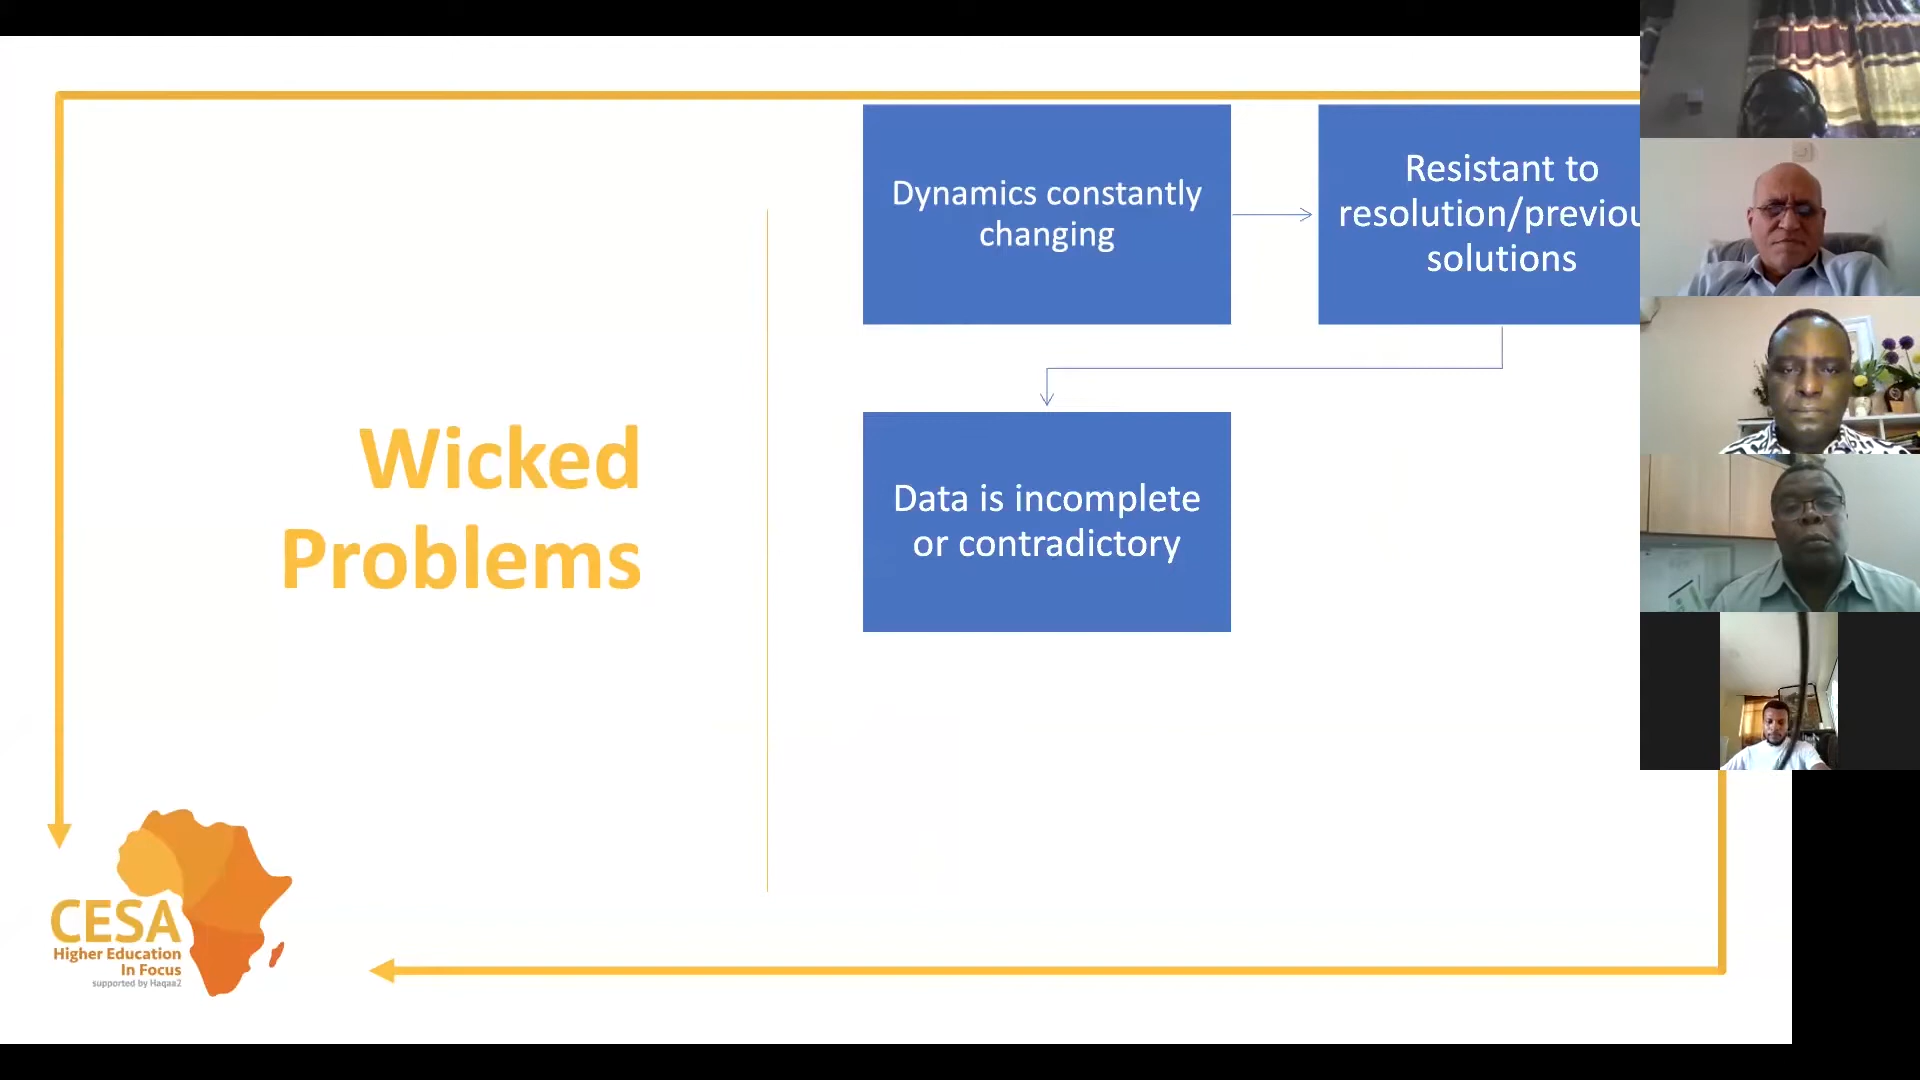 Wicked
Problems
Dynamics constantly
changing
Resistant to
resolution/previou
solutions
Data is incomplete
or contradictory
CESA
Higher Education
In Focus
supported by Haqaa2